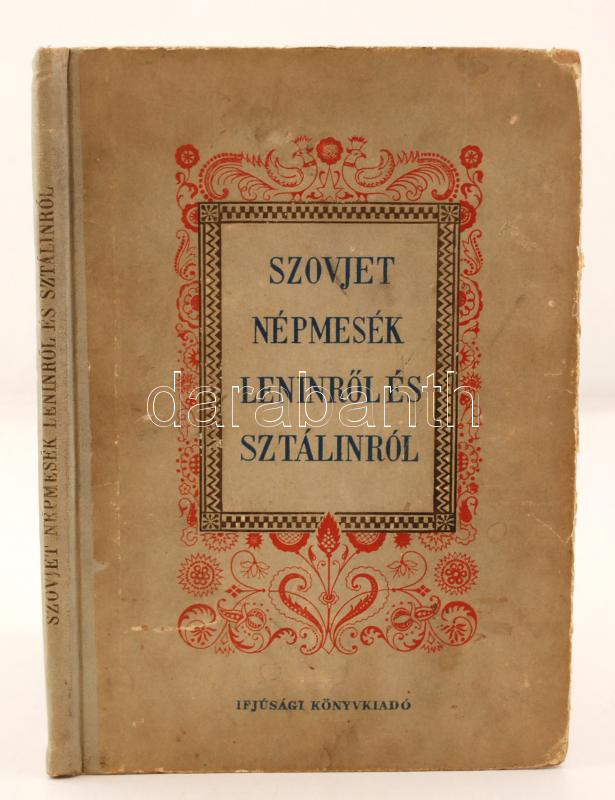 SZOVJET NÉPMESÉK LENINRŐL ÉS SZTÁLINRÓL
SZOVJET
NÉPMESÉK
LENINRŐL ÉS
darabanth
SZTÁLINRÓL
IFJÚSÁGI KÖNYVKIADÓ